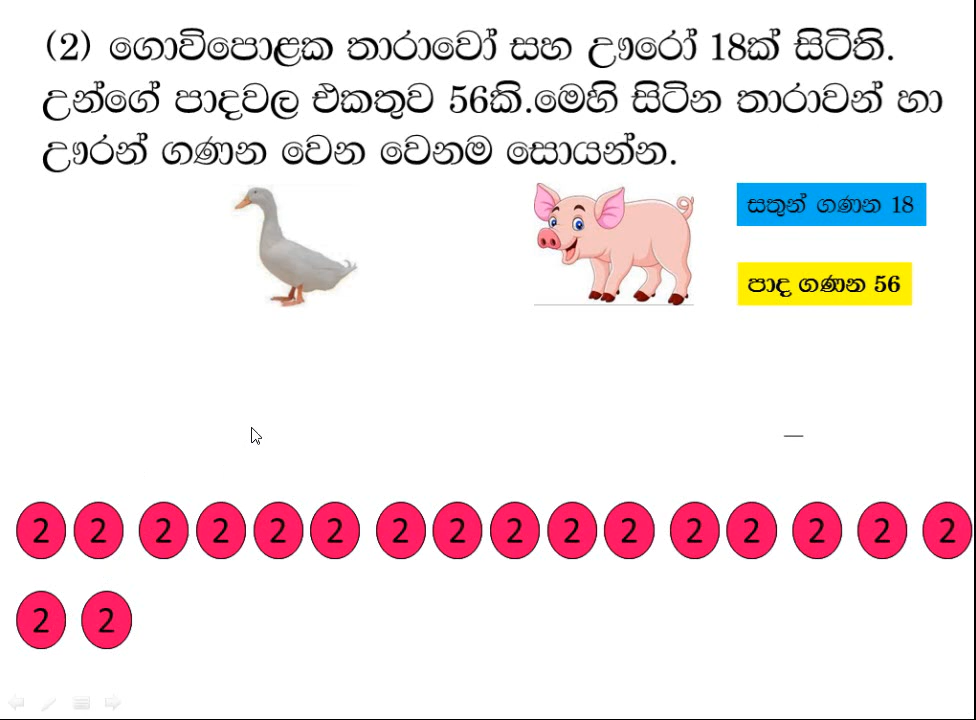 (2) ගොවිපොළක තාරාවෝ සහ ඌරෝ 18ක් සිටිති.
උන්ගේ පාදවල එකතුව 56කි.මෙහි සිටින තාරාවන් හා
ඌරන් ගණන වෙන වෙනම සොයන්න.
සතුන් ගණන 18
පාද ගණන 56
2 2 2 2 2 2 2 2 2 2 2 2 2 2 2 2
2 2